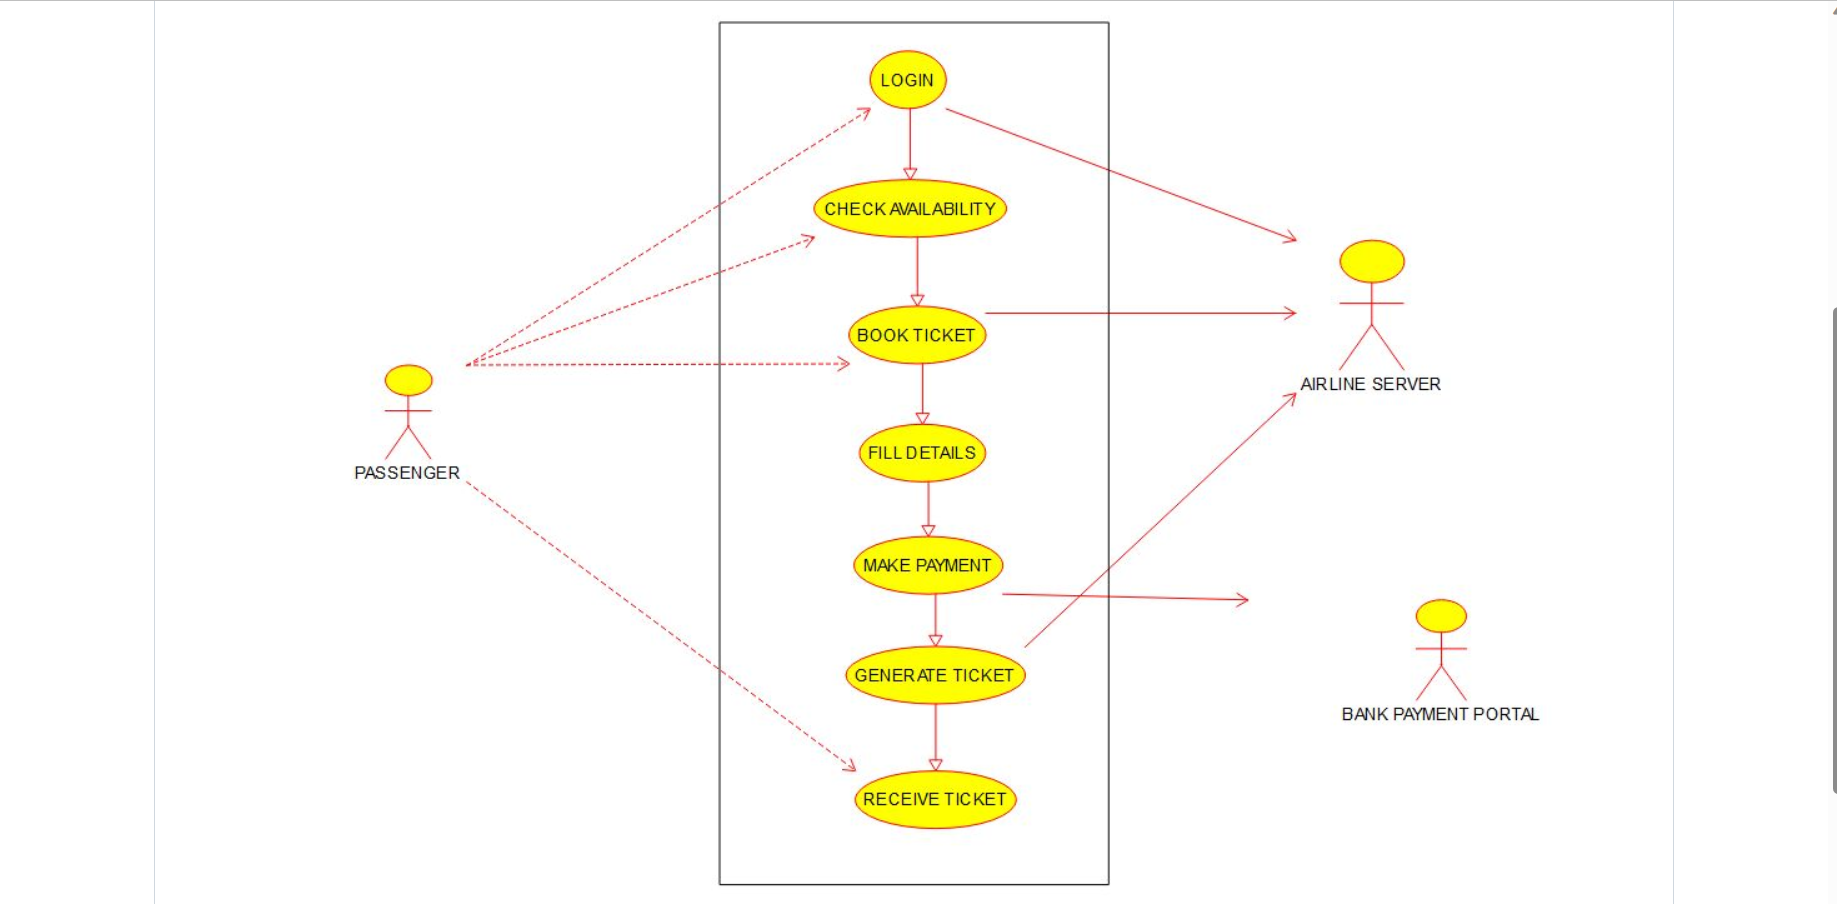 LOGIN
CHECK AVAILABILITY
BOOK TICKET
AIRLINE SERVER
FILL DETAILS
PASSENGER
MAKE PAYMENT
GENERATE TICKET
BANK PAYMENT PORTAL
RECEIVE TICKET